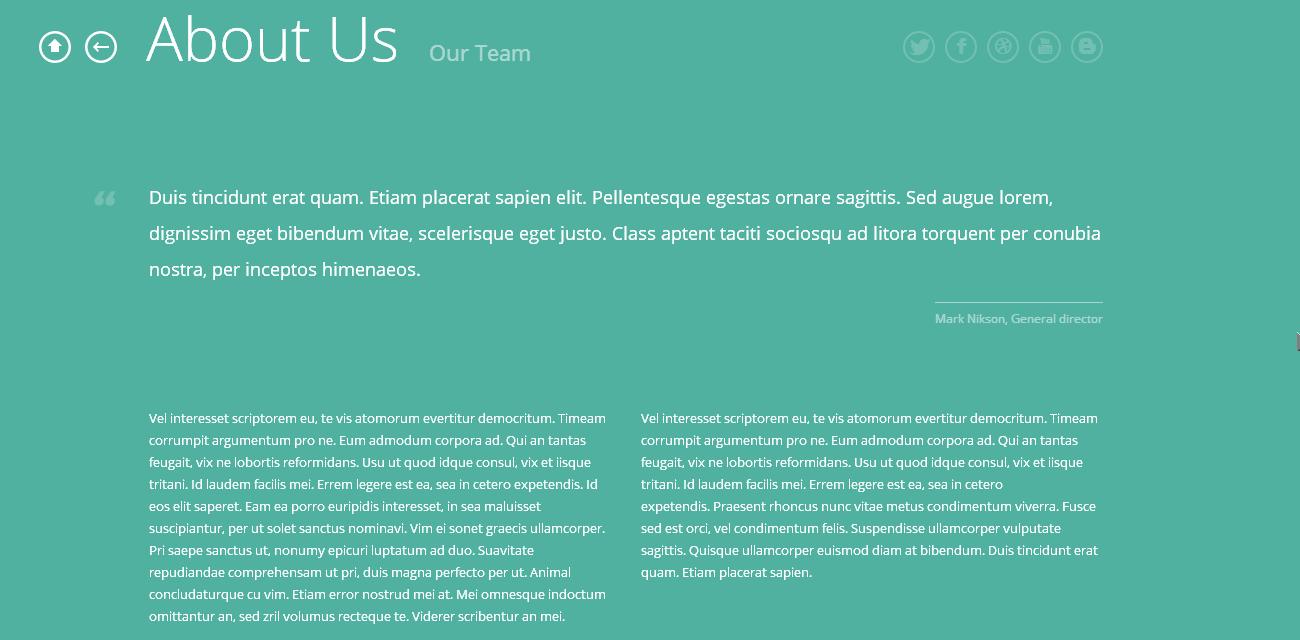 About Us Our Team
“
Duis tincidunt erat quam. Etiam placerat sapien elit. Pellentesque egestas ornare sagittis. Sed augue lorem,
dignissim eget bibendum vitae, scelerisque eget justo. Class aptent taciti sociosqu ad litora torquent per conubia
nostra, per inceptos himenaeos.
Mark Nikson, General director
Vel interesset scriptorem eu, te vis atomorum evertitur democritum. Timeam
corrumpit argumentum pro ne. Eum admodum corpora ad. Qui an tantas
feugait, vix ne lobortis reformidans. Usu ut quod idque consul, vix et iisque
tritani. Id laudem facilis mei. Errem legere est ea, sea in cetero expetendis. Id
eos elit saperet. Eam ea porro euripidis interesset, in sea maluisset
suscipiantur, per ut solet sanctus nominavi. Vim ei sonet graecis ullamcorper.
Pri saepe sanctus ut, nonumy epicuri luptatum ad duo. Suavitate
repudiandae comprehensam ut pri, duis magna perfecto per ut. Animal
concludaturque cu vim. Etiam error nostrud mei at. Mei omnesque indoctum
omittantur an, sed zril volumus recteque te. Viderer scribentur an mei.
Vel interesset scriptorem eu, te vis atomorum evertitur democritum. Timeam
corrumpit argumentum pro ne. Eum admodum corpora ad. Qui an tantas
feugait, vix ne lobortis reformidans. Usu ut quod idque consul, vix et iisque
tritani. Id laudem facilis mei. Errem legere est ea, sea in cetero
expetendis. Praesent rhoncus nunc vitae metus condimentum viverra. Fusce
sed est orci, vel condimentum felis. Suspendisse ullamcorper vulputate
sagittis. Quisque ullamcorper euismod diam at bibendum. Duis tincidunt erat
quam. Etiam placerat sapien.